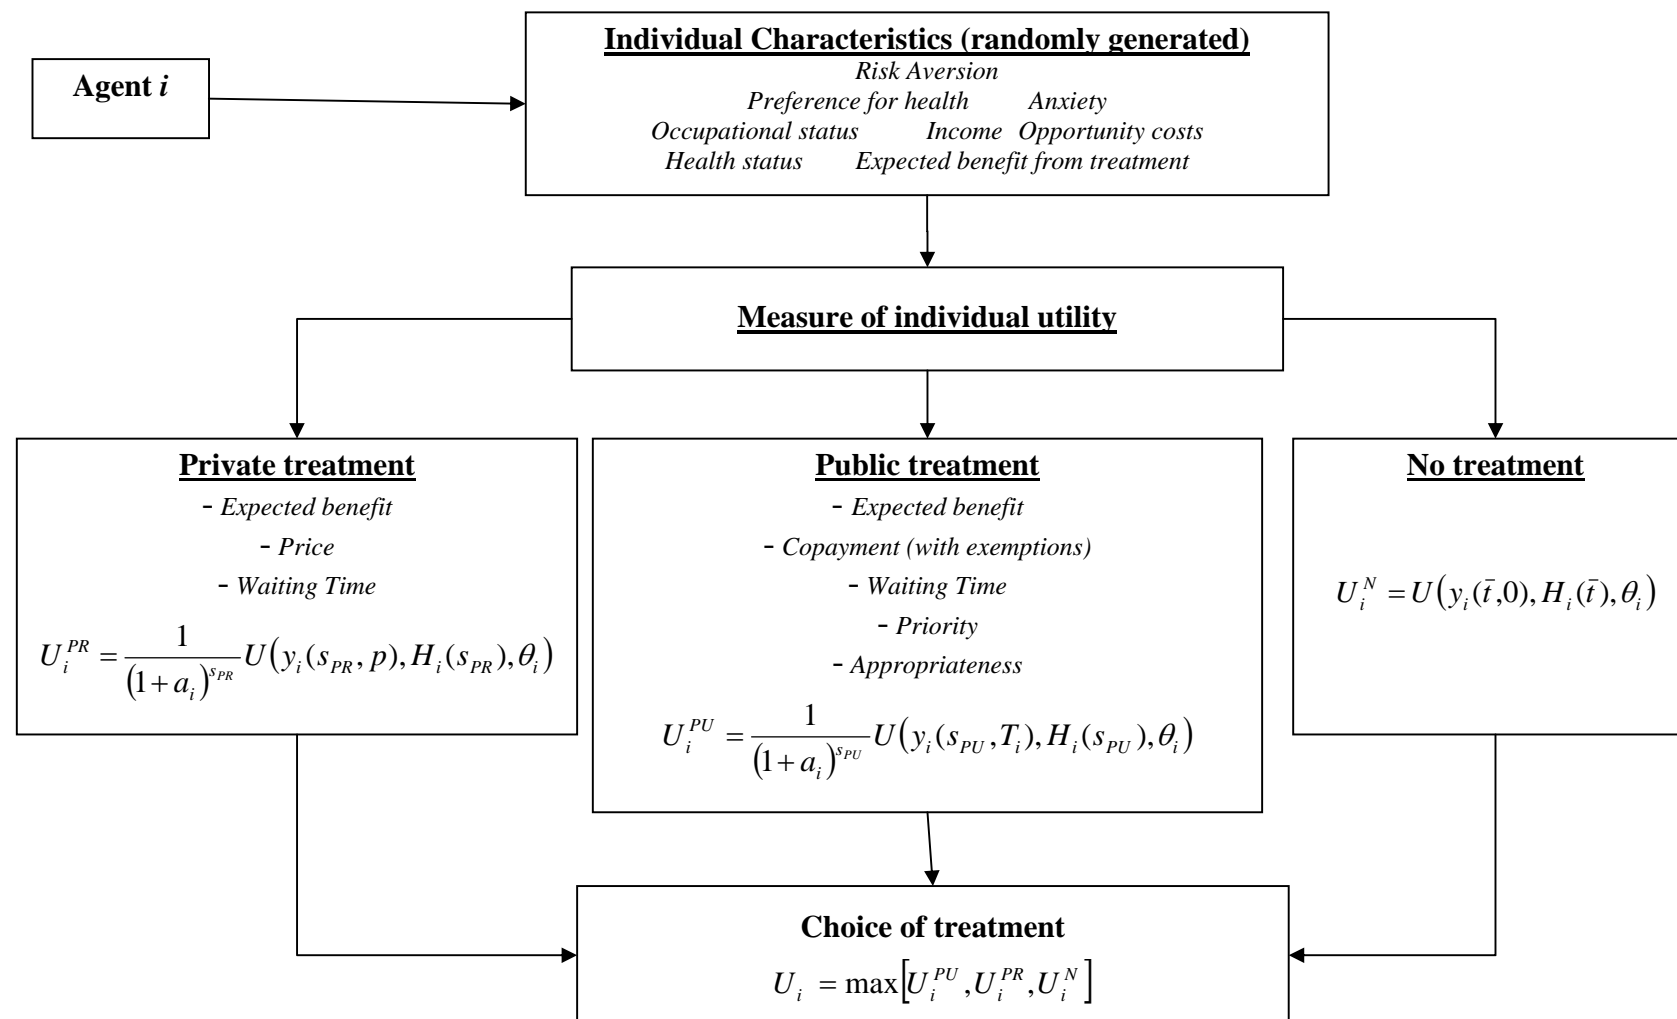 Agent i
Individual Characteristics (randomly generated)
Risk Aversion
Preference for health Anxiety
Occupational status Income Opportunity costs
Health status Expected benefit from treatment
Measure of individual utility
Private treatment
- Expected benefit
- Price
- Waiting Time
U_i^{PR} = \frac{1}{(1+a_i)^{s_{PR}}} U(y_i(s_{PR}, p), H_i(s_{PR}), θ_i)
Public treatment
- Expected benefit
- Copayment (with exemptions)
- Waiting Time
- Priority
- Appropriateness
U_i^{PU} = \frac{1}{(1+a_i)^{s_{PU}}} U(y_i(s_{PU}, T_i), H_i(s_{PU}), θ_i)
No treatment
U_i^N = U(y_i(\bar{t},0), H_i(\bar{t}), θ_i)
Choice of treatment
U_i = max[U_i^{PU}, U_i^{PR}, U_i^N]